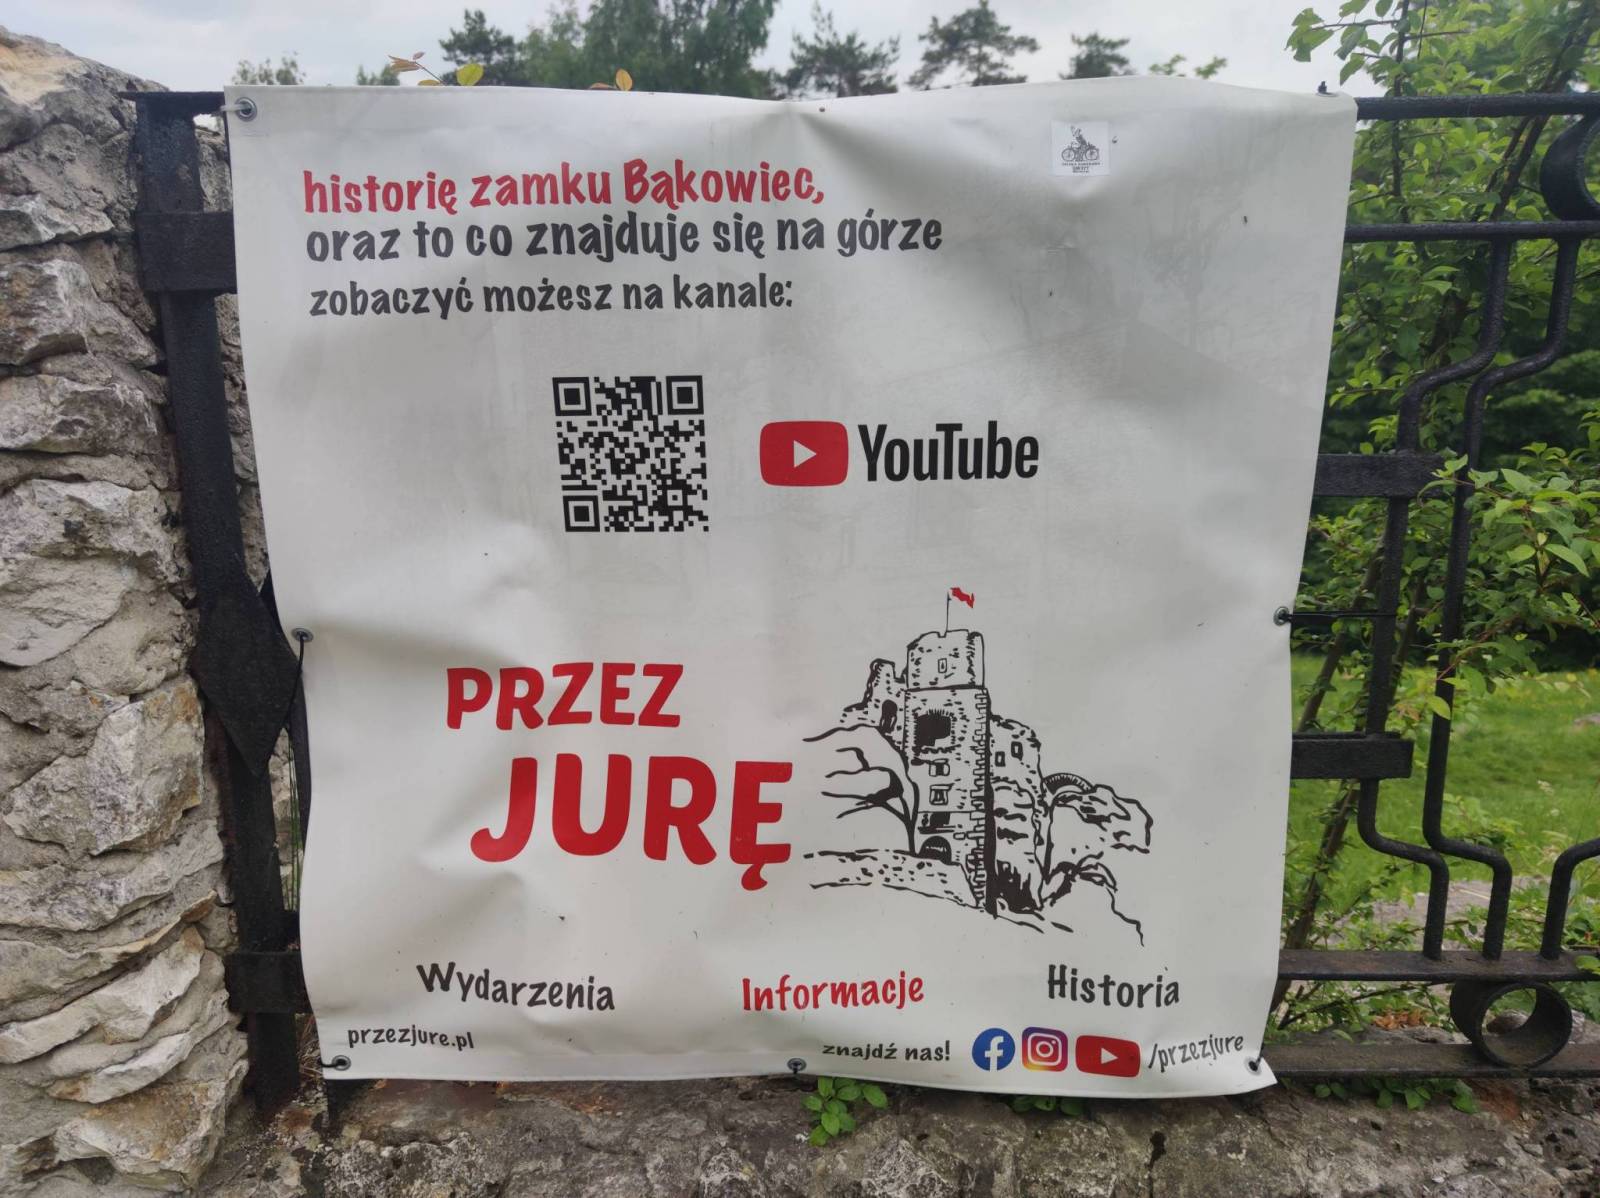 historię zamku Bąkowiec,
oraz to co znajduje się na górze
zobaczyć możesz na kanale:
YouTube
PRZEZ
JURĘ
Wydarzenia Informacje Historia
przezjure.pl znajdź nas! /przezjure